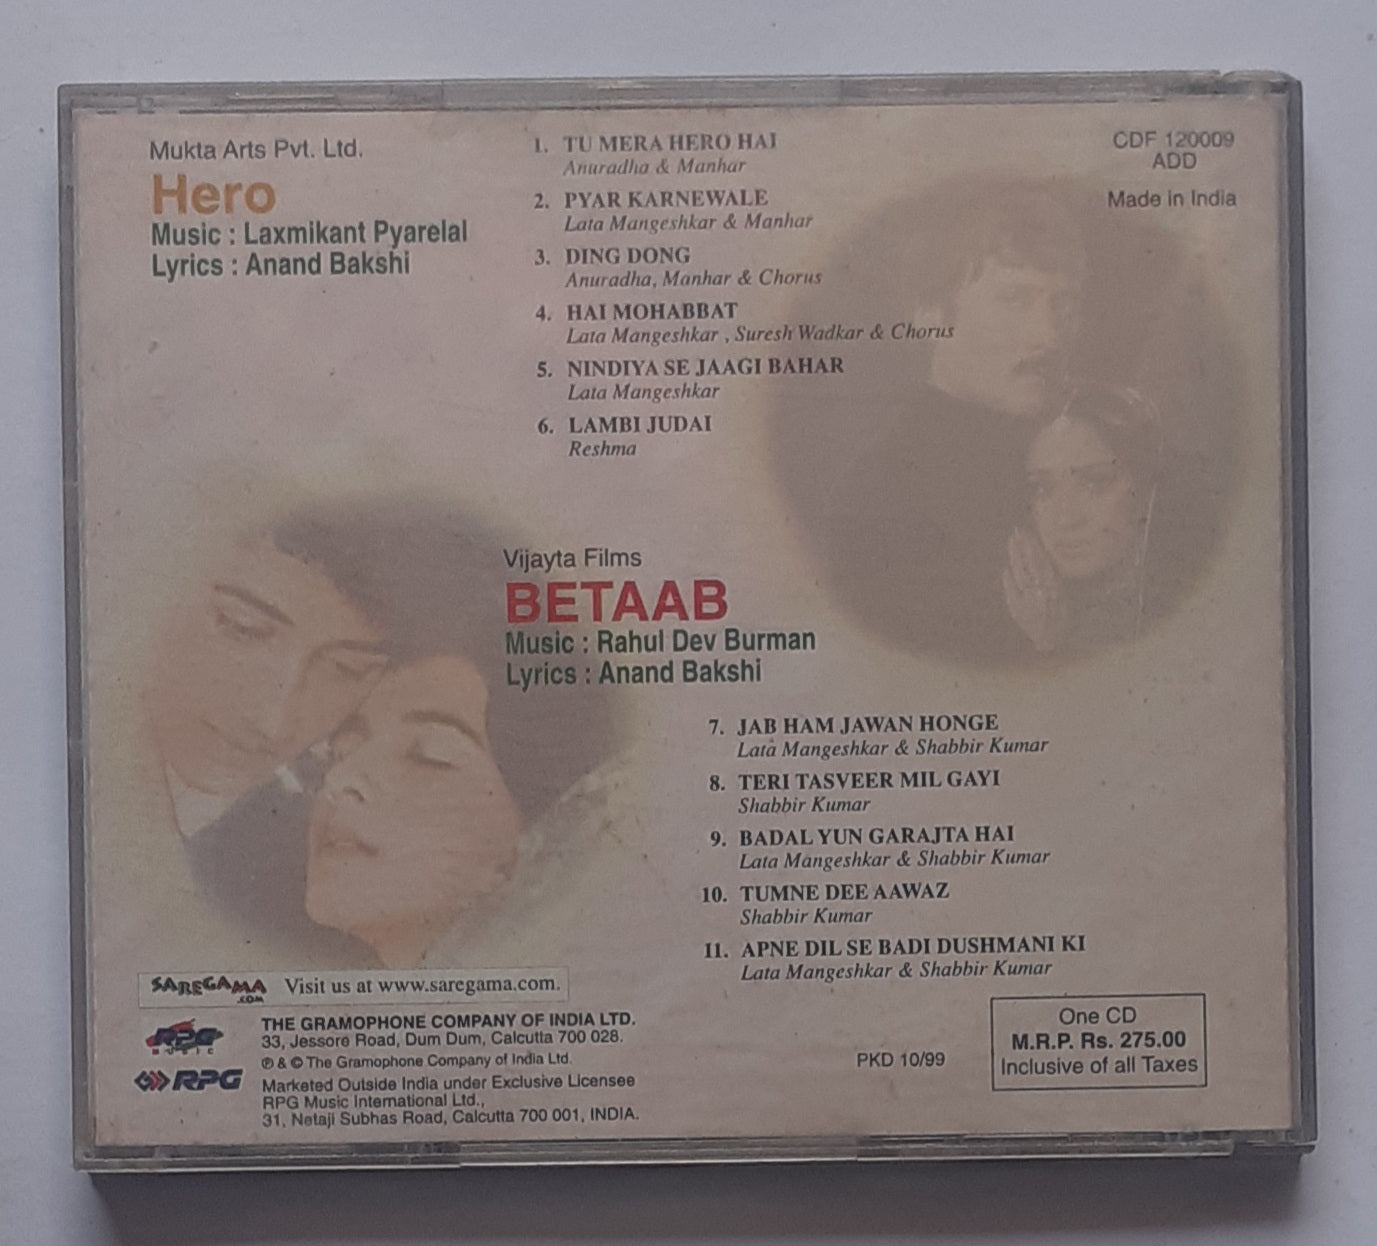 Mukta Arts Pvt. Ltd.
Hero
Music : Laxmikant Pyarelal
Lyrics : Anand Bakshi
1. TU MERA HERO HAI
Anuradha & Manhar
2. PYAR KARNEWALE
Lata Mangeshkar & Manhar
3. DING DONG
Anuradha, Manhar & Chorus
4. HAI MOHABBAT
Lata Mangeshkar , Suresh Wadkar & Chorus
5. NINDIYA SE JAAGI BAHAR
Lata Mangeshkar
6. LAMBI JUDAI
Reshma
CDF 120009
ADD
Made in India
Vijayta Films
BETAAB
Music : Rahul Dev Burman
Lyrics : Anand Bakshi
7. JAB HAM JAWAN HONGE
Lata Mangeshkar & Shabbir Kumar
8. TERI TASVEER MIL GAYI
Shabbir Kumar
9. BADAL YUN GARAJTA HAI
Lata Mangeshkar & Shabbir Kumar
10. TUMNE DEE AAWAZ
Shabbir Kumar
11. APNE DIL SE BADI DUSHMANI KI
Lata Mangeshkar & Shabbir Kumar
SAREGAMA .COM Visit us at www.saregama.com.
RPG MUSIC
RPG
THE GRAMOPHONE COMPANY OF INDIA LTD.
33, Jessore Road, Dum Dum, Calcutta 700 028.
℗ & © The Gramophone Company of India Ltd.
Marketed Outside India under Exclusive Licensee
RPG Music International Ltd.,
31, Netaji Subhas Road, Calcutta 700 001, INDIA.
PKD 10/99
One CD
M.R.P. Rs. 275.00
Inclusive of all Taxes